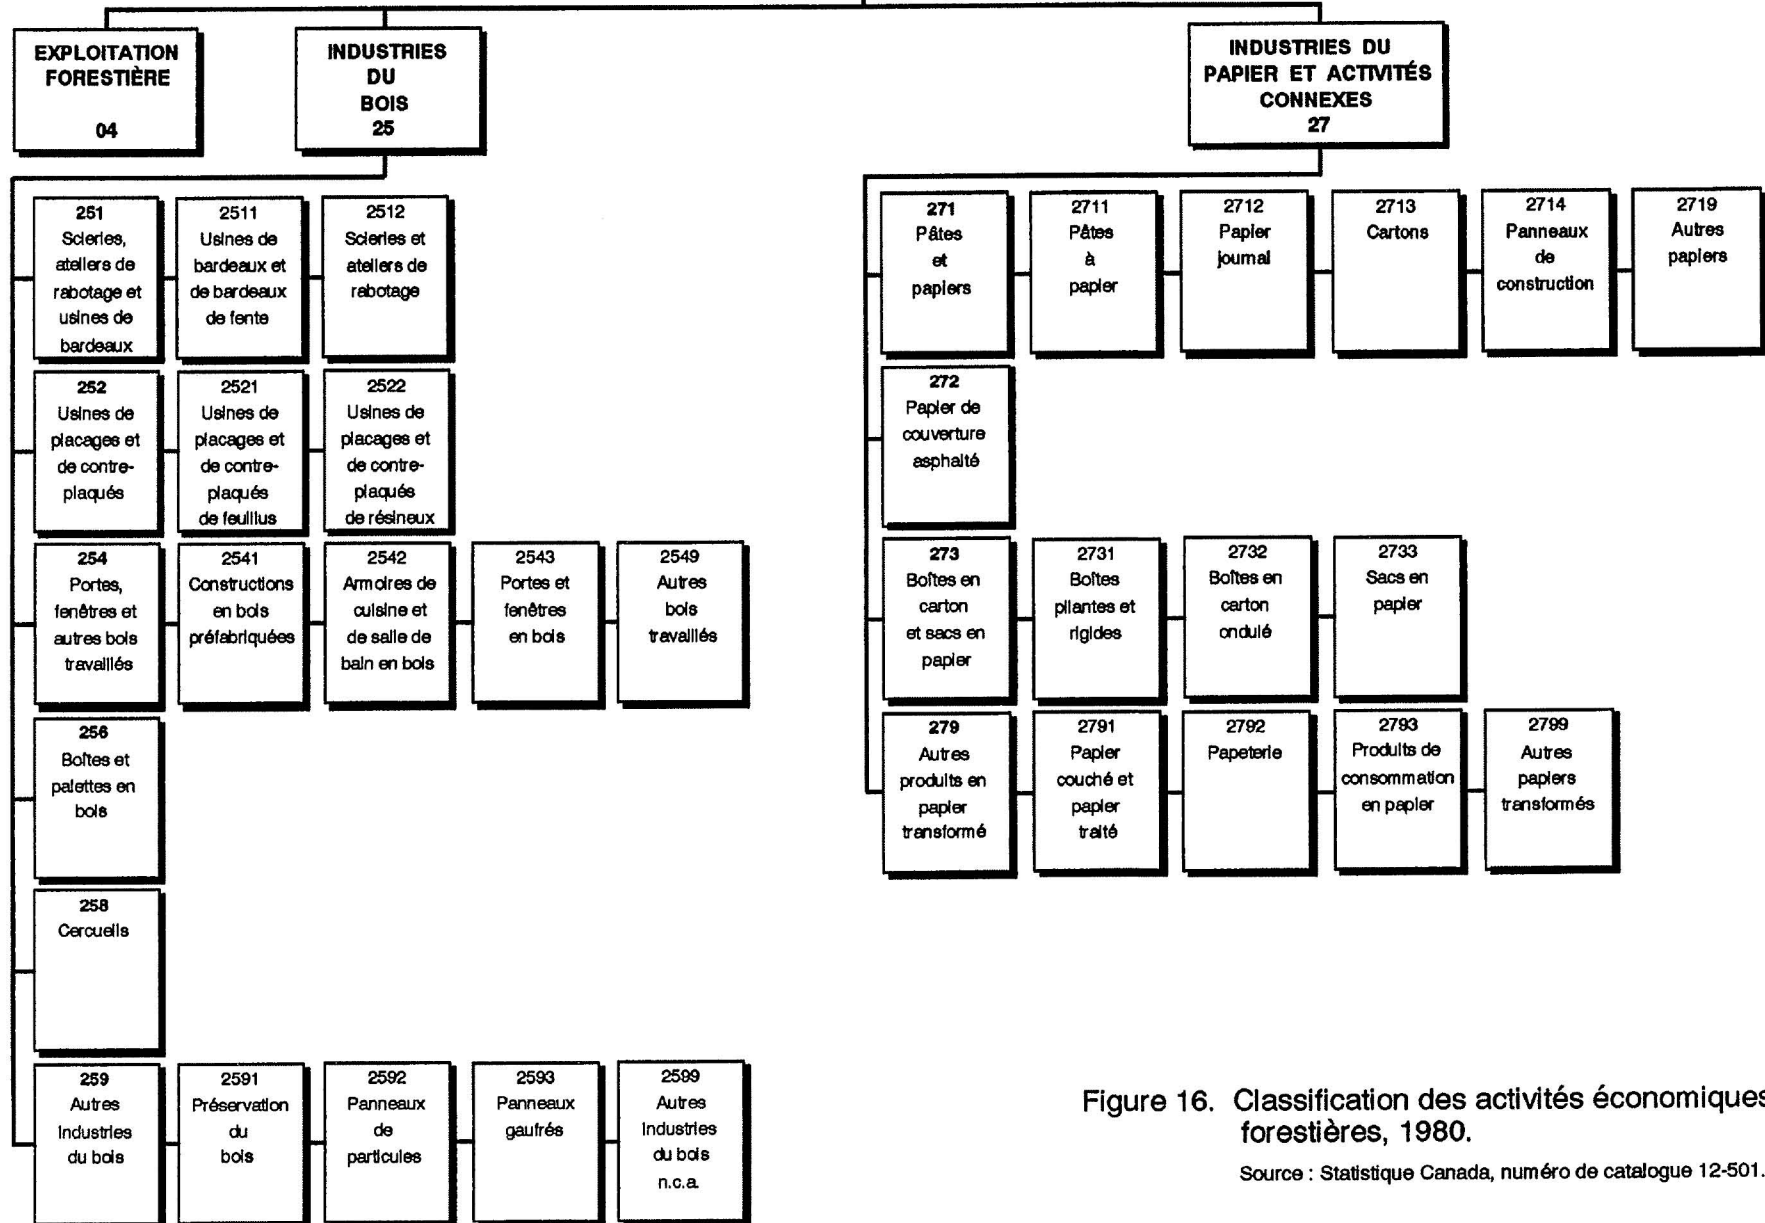 EXPLOITATION
FORESTIÈRE
04
INDUSTRIES
DU
BOIS
25
INDUSTRIES DU
PAPIER ET ACTIVITÉS
CONNEXES
27
251
Scieries,
ateliers de
rabotage et
usines de
bardeaux
2511
Usines de
bardeaux et
de bardeaux
de fente
2512
Scieries et
ateliers de
rabotage
252
Usines de
placages et
de contre-
plaqués
2521
Usines de
placages et
de contre-
plaqués
de feuillus
2522
Usines de
placages et
de contre-
plaqués
de résineux
254
Portes,
fenêtres et
autres bois
travaillés
2541
Constructions
en bois
préfabriquées
2542
Armoires de
cuisine et
de salle de
bain en bois
2543
Portes et
fenêtres
en bois
2549
Autres
bois
travaillés
256
Boîtes et
palettes en
bois
258
Cercueils
259
Autres
industries
du bois
2591
Préservation
du
bois
2592
Panneaux
de
particules
2593
Panneaux
gaufrés
2599
Autres
industries
du bois
n.c.a.
271
Pâtes
et
papiers
2711
Pâtes
à
papier
2712
Papier
journal
2713
Cartons
2714
Panneaux
de
construction
2719
Autres
papiers
272
Papier de
couverture
asphalté
273
Boîtes en
carton
et sacs en
papier
2731
Boîtes
pliantes et
rigides
2732
Boîtes en
carton
ondulé
2733
Sacs en
papier
279
Autres
produits en
papier
transformé
2791
Papier
couché et
papier
traité
2792
Papeterie
2793
Produits de
consommation
en papier
2799
Autres
papiers
transformés
Figure 16. Classification des activités économiques
forestières, 1980.
Source : Statistique Canada, numéro de catalogue 12-501.